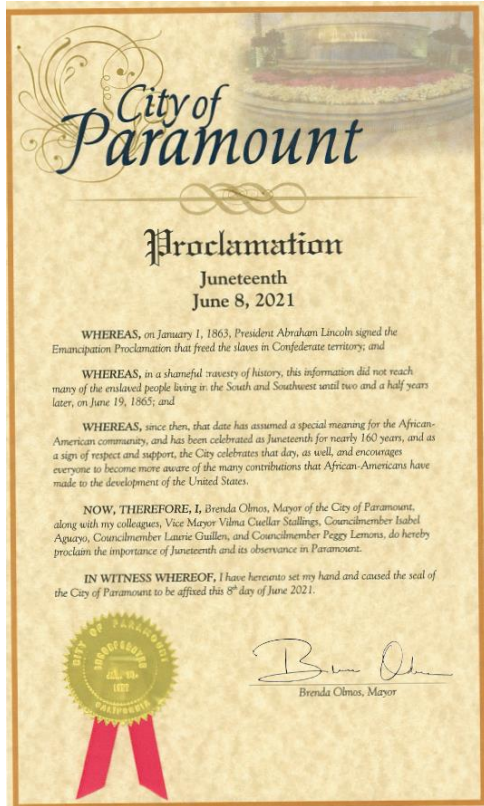 City of
Paramount
Proclamation
Juneteenth
June 8, 2021
WHEREAS, on January 1, 1863, President Abraham Lincoln signed the
Emancipation Proclamation that freed the slaves in Confederate territory; and
WHEREAS, in a shameful travesty of history, this information did not reach
many of the enslaved people living in the South and Southwest until two and a half years
later, on June 19, 1865; and
WHEREAS, since then, that date has assumed a special meaning for the African-
American community, and has been celebrated as Juneteenth for nearly 160 years, and as
a sign of respect and support, the City celebrates that day, as well, and encourages
everyone to become more aware of the many contributions that African-Americans have
made to the development of the United States.
NOW, THEREFORE, I, Brenda Olmos, Mayor of the City of Paramount,
along with my colleagues, Vice Mayor Vilma Cuellar Stallings, Councilmember Isabel
Aguayo, Councilmember Laurie Guillen, and Councilmember Peggy Lemons, do hereby
proclaim the importance of Juneteenth and its observance in Paramount.
IN WITNESS WHEREOF, I have hereunto set my hand and caused the seal of
the City of Paramount to be affixed this 8th day of June 2021.
CITY OF PARAMOUNT
INCORPORATED
1957
CALIFORNIA
Brenda Olmos, Mayor